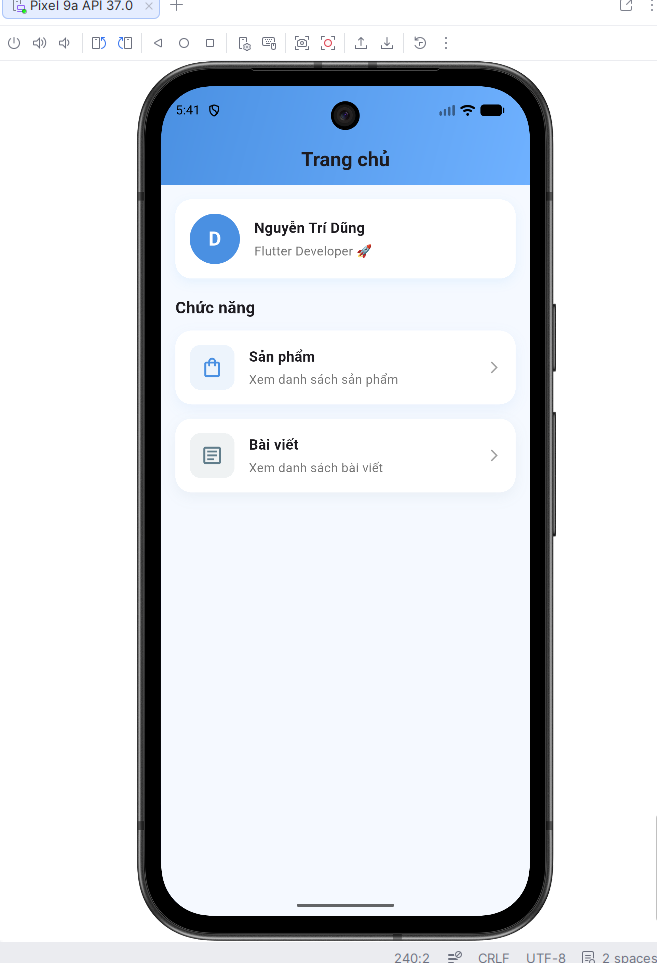 Pixel 9a API 37.0
5:41
Trang chủ
D
Nguyễn Trí Dũng
Flutter Developer 🚀
Chức năng
Sản phẩm
Xem danh sách sản phẩm
Bài viết
Xem danh sách bài viết
240:2 CRLF UTF-8 2 spaces